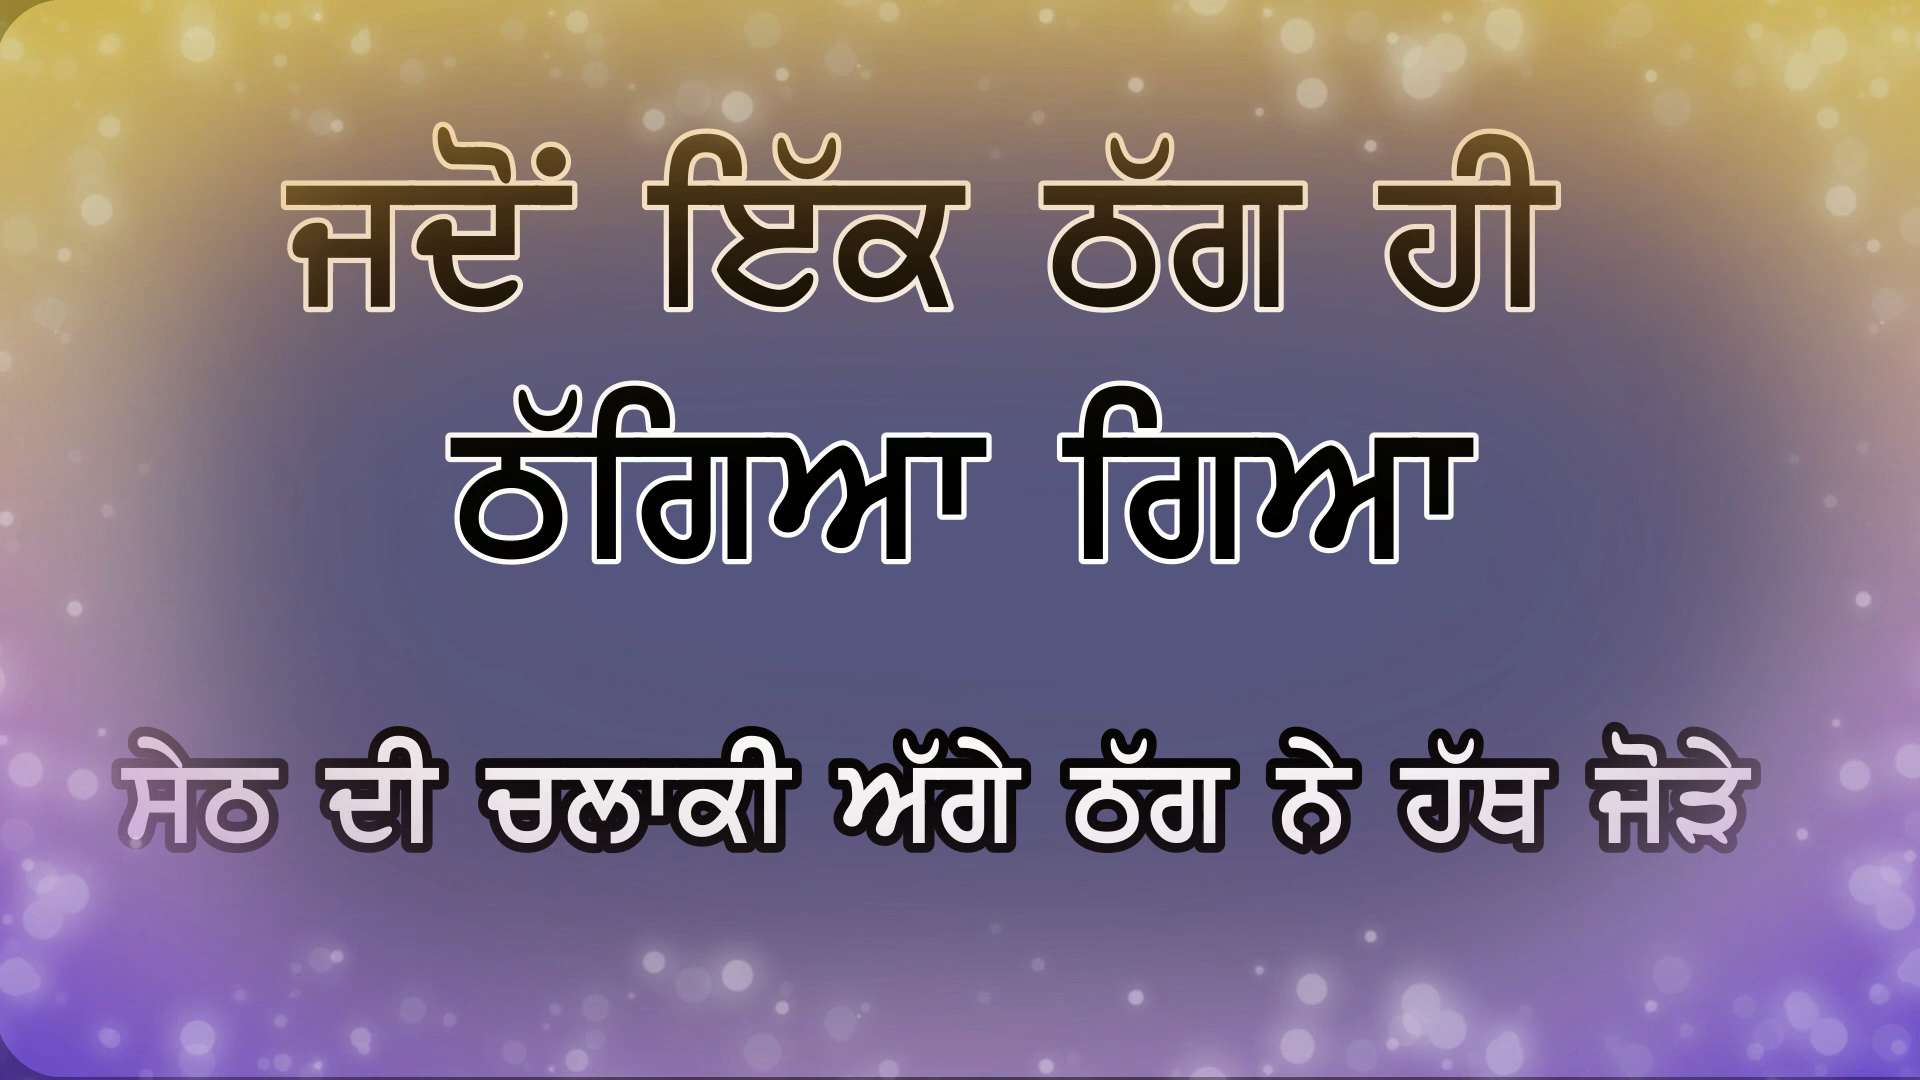 ਜਦੋਂ ਇੱਕ ਠੱਗ ਹੀ
ਠੱਗਿਆ ਗਿਆ
ਸੇਠ ਦੀ ਚਲਾਕੀ ਅੱਗੇ ਠੱਗ ਨੇ ਹੱਥ ਜੋੜੇ